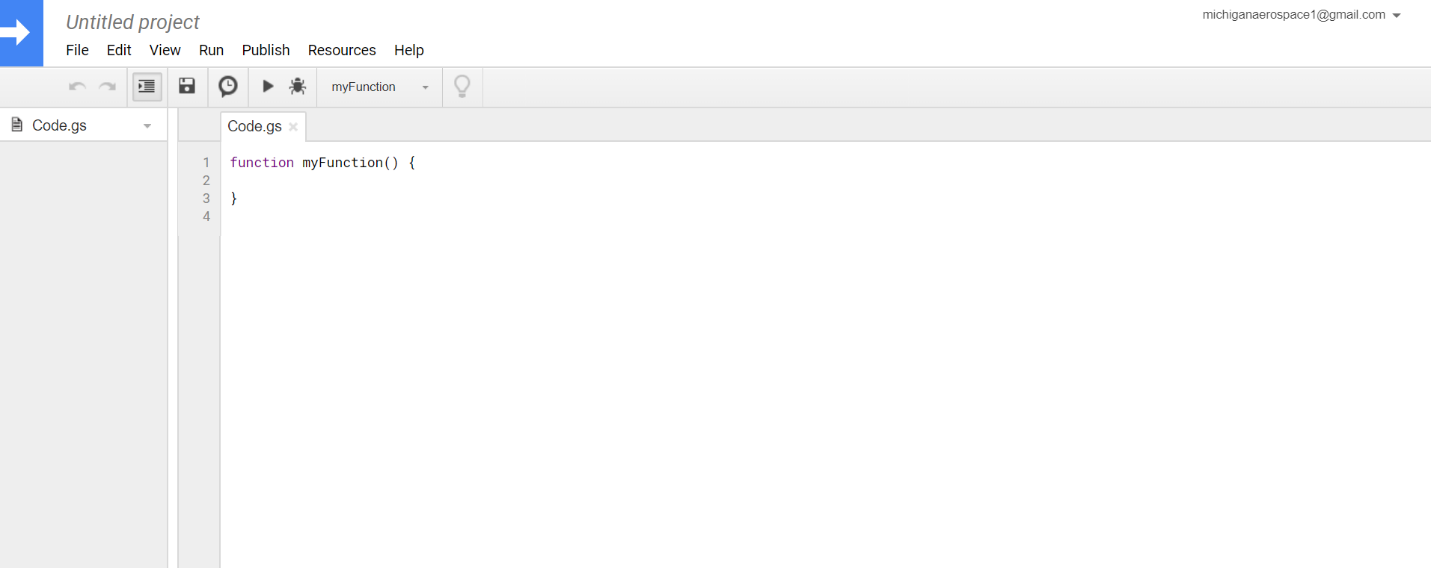 Untitled project
michiganaerospace1@gmail.com
File Edit View Run Publish Resources Help
myFunction
Code.gs
Code.gs
1 function myFunction() {
2
3 }
4